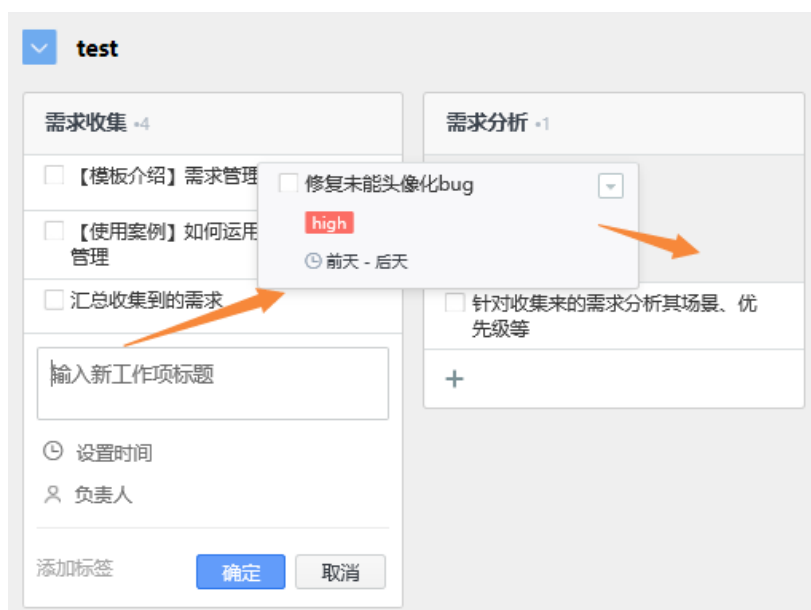 test
需求收集 •4
【模板介绍】需求管理
【使用案例】如何运用
管理
汇总收集到的需求
输入新工作项标题
设置时间
负责人
添加标签
确定
取消
修复未能头像化bug
high
前天 - 后天
需求分析 •1
针对收集来的需求分析其场景、优
先级等